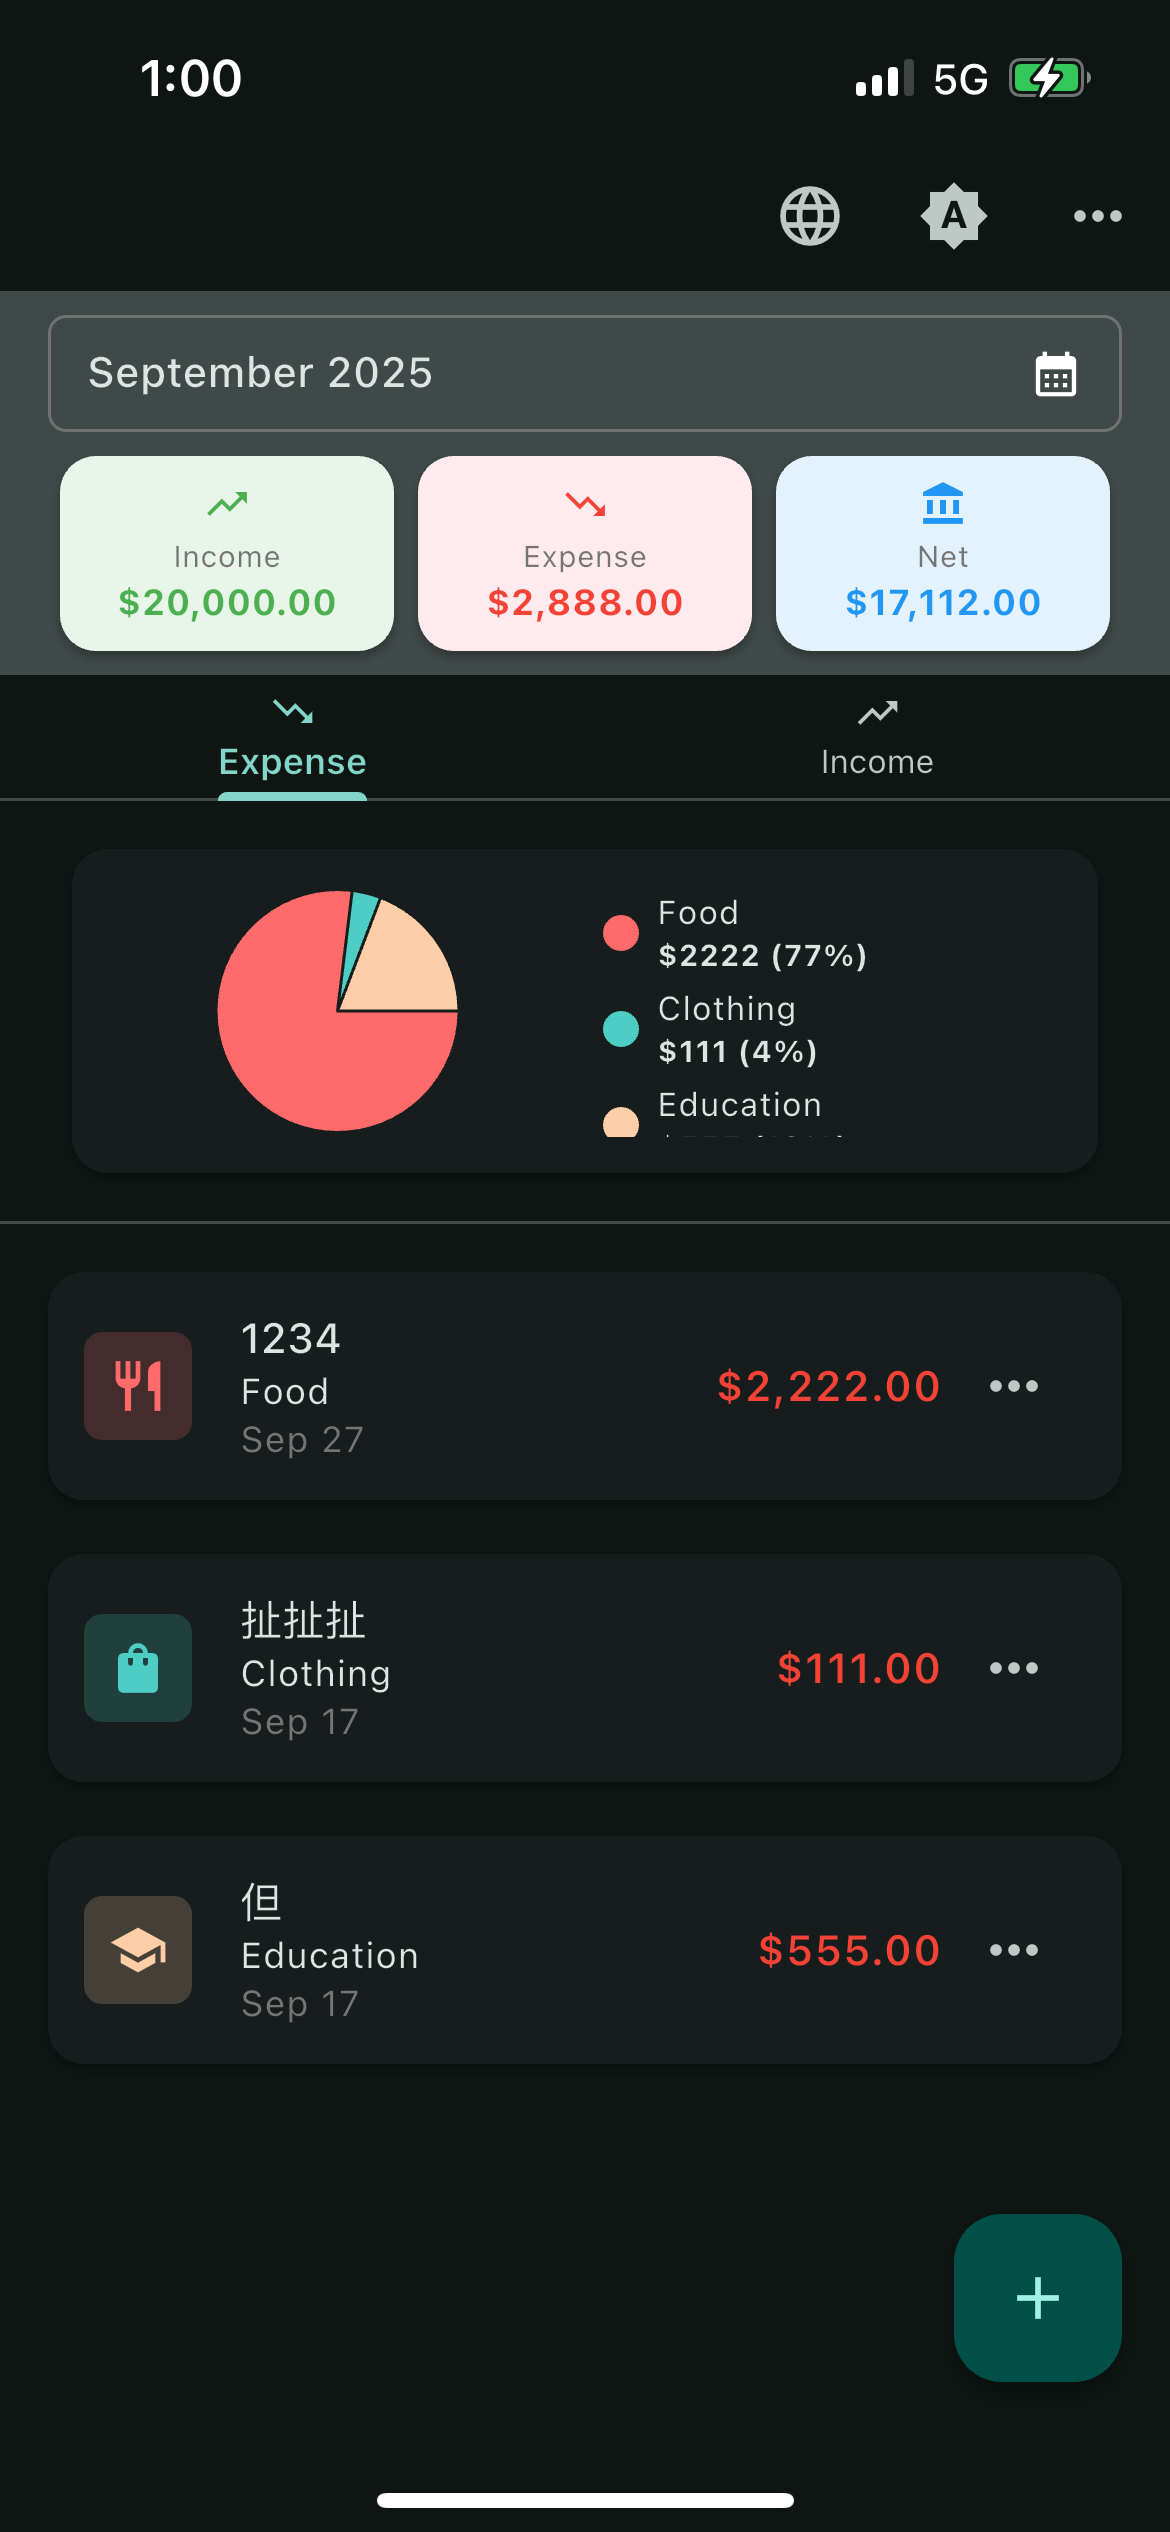 1:00
5G
A
September 2025
Income
$20,000.00
Expense
$2,888.00
Net
$17,112.00
Expense
Income
Food
$2222 (77%)
Clothing
$111 (4%)
Education
1234
Food
Sep 27
$2,222.00
扯扯扯
Clothing
Sep 17
$111.00
但
Education
Sep 17
$555.00